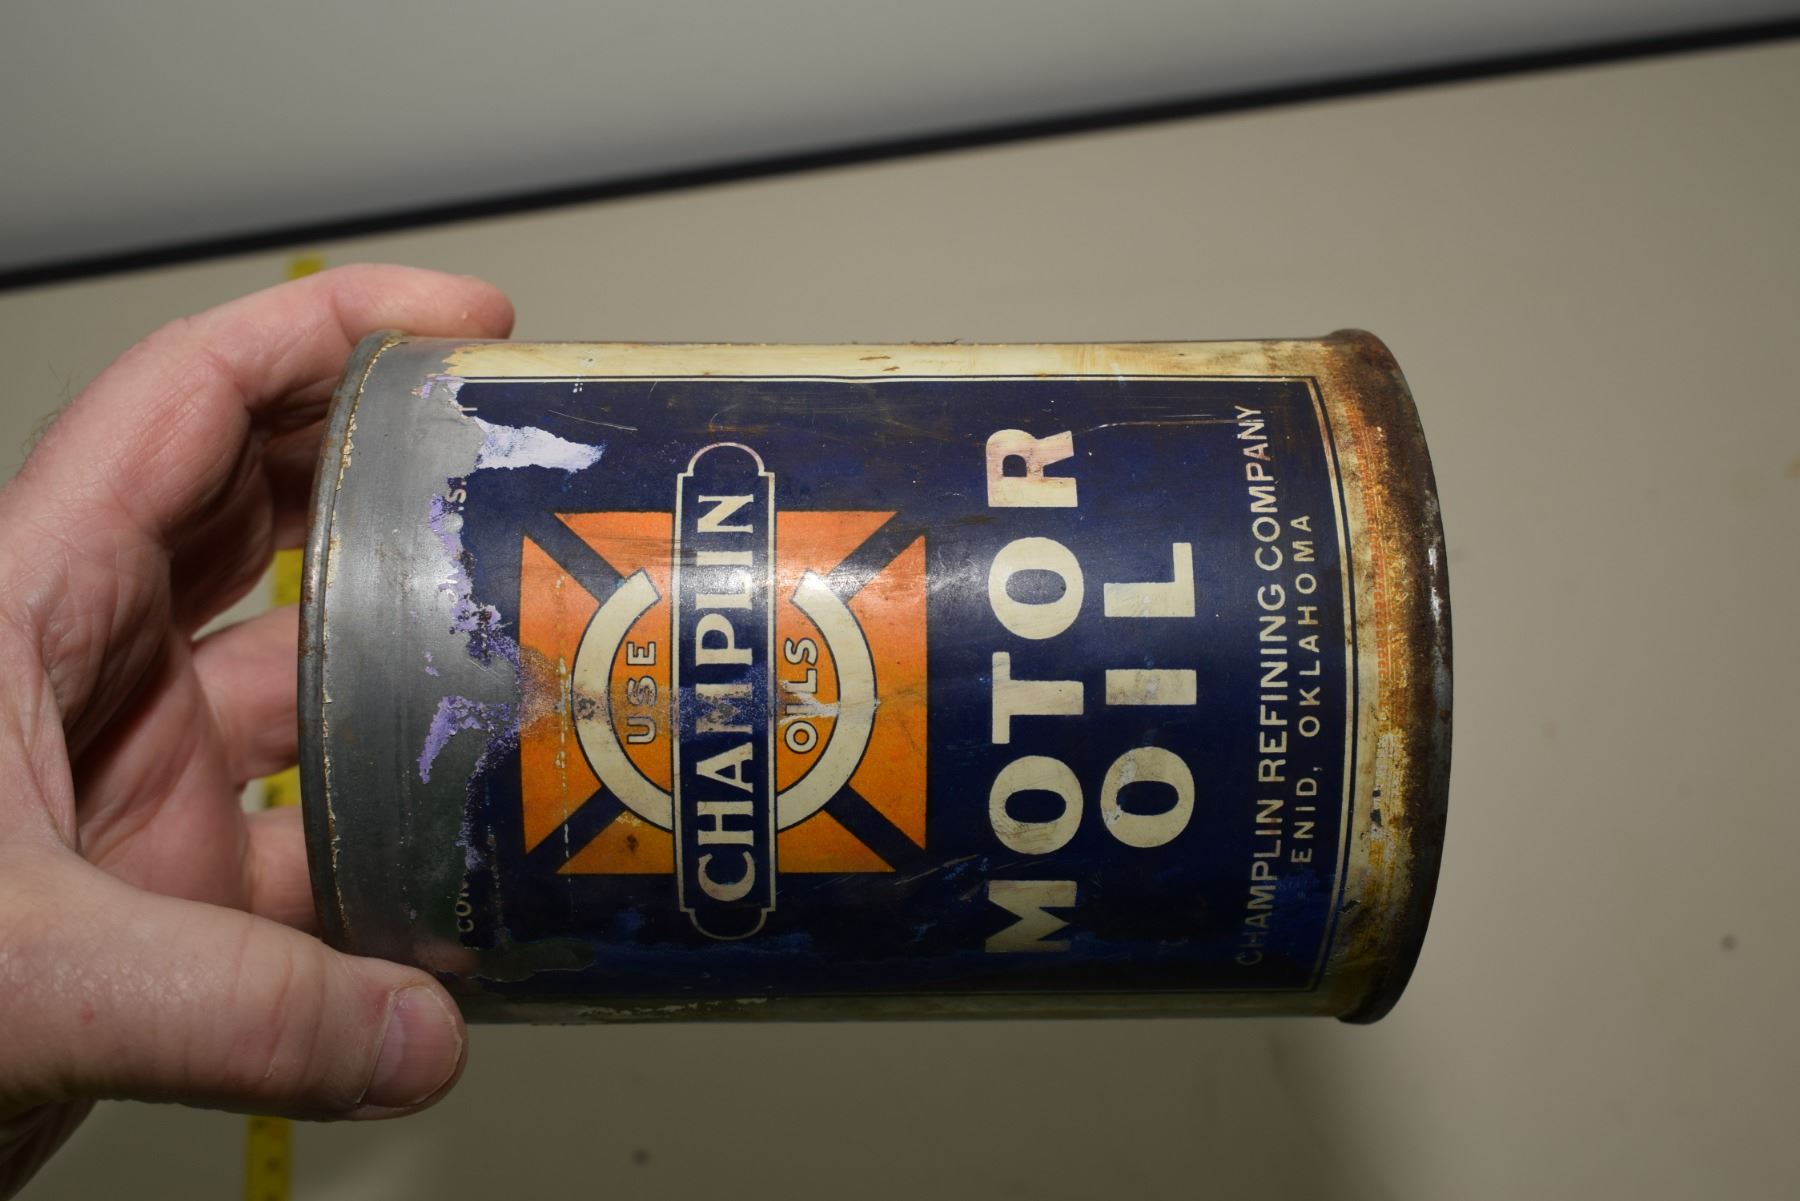 USE
CHAMPLIN
OILS
MOTOR
OIL
CHAMPLIN REFINING COMPANY
ENID, OKLAHOMA